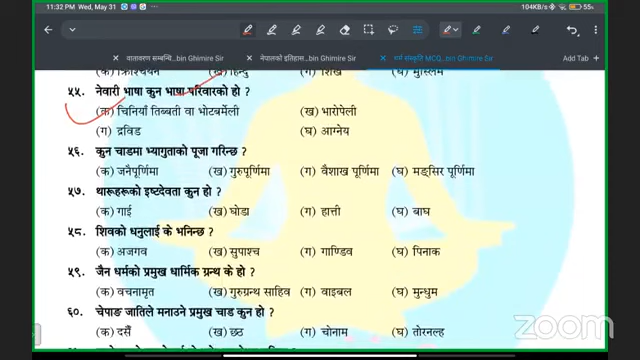 11:32 PM Wed, May 31
104KB/s
55%
वातावरण सम्बन्धि...bin Ghimire Sir
नेपालको इतिहास...bin Ghimire Sir
धर्म संस्कृति MCQ...bin Ghimire Sir
Add Tab
(क) क्रिश्चियन (ख) हिन्दु (ग) शिख (घ) मुस्लिम
५५. नेवारी भाषा कुन भाषा परिवारको हो ?
(क) चिनियाँ तिब्बती वा भोटबर्मेली (ख) भारोपेली
(ग) द्रविड (घ) आग्नेय
५६. कुन चाडमा भ्यागुताको पूजा गरिन्छ
(क) जनैपूर्णिमा (ख) गुरुपूर्णिमा (ग) वैशाख पूर्णिमा (घ) मङ्सिर पूर्णिमा
५७. थारूहरूको इष्टदेवता कुन हो ?
(क) गाई (ख) घोडा (ग) हात्ती (घ) बाघ
५८. शिवको धनुलाई के भनिन्छ
(क) अजगव (ख) सुपाश्च (ग) गाण्डिव (घ) पिनाक
५९. जैन धर्मको प्रमुख धार्मिक ग्रन्थ के हो ?
(क) वचनामृत (ख) गुरुग्रन्थ साहिव (ग) वाइबल (घ) मुन्धुम
६०. चेपाङ जातिले मनाउने प्रमुख चाड कुन हो ?
(क) दसैँ (ख) छठ (ग) चोनाम (घ) तोरनल्ह
zoom